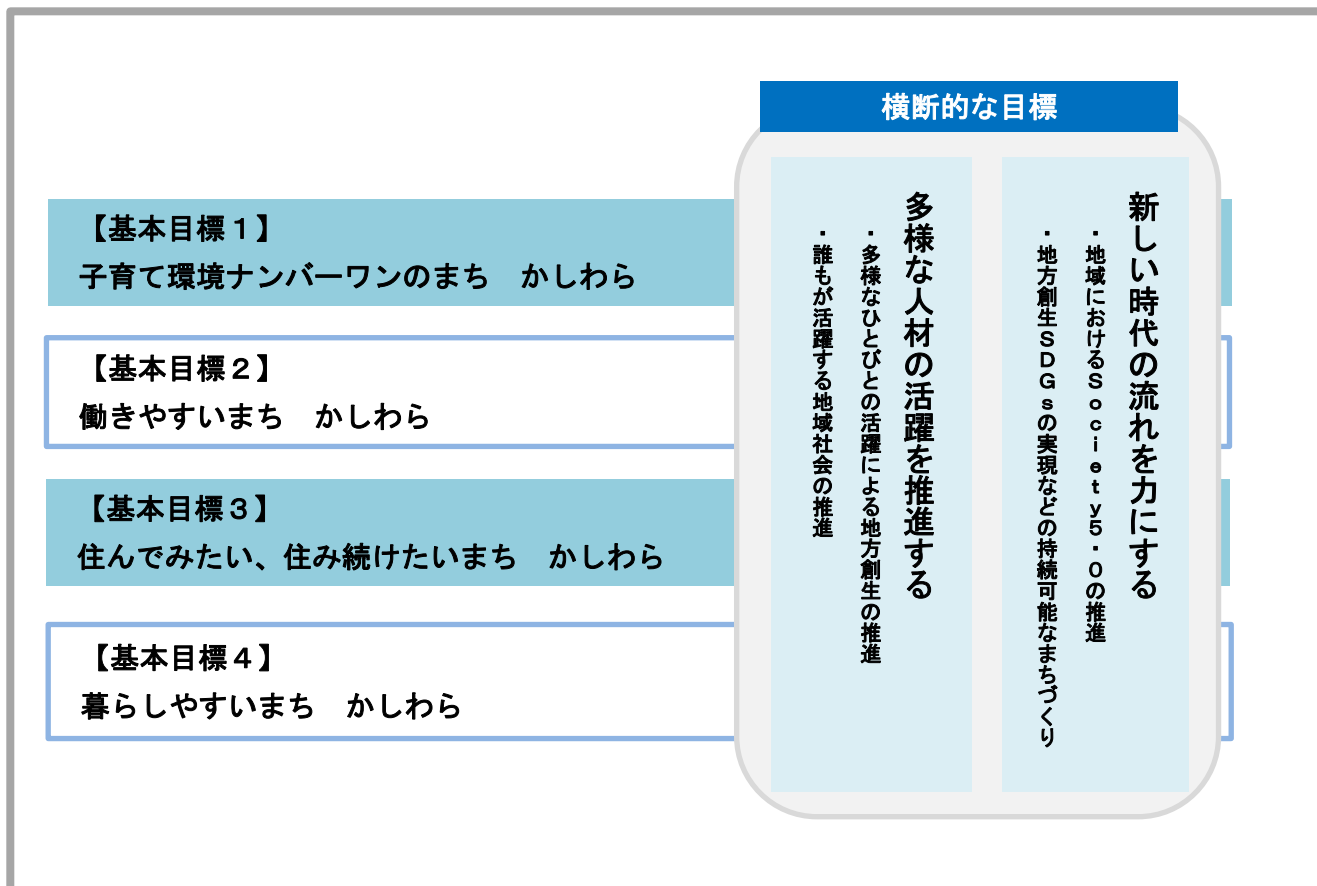 横断的な目標
【基本目標１】
子育て環境ナンバーワンのまち　かしわら
【基本目標２】
働きやすいまち　かしわら
【基本目標３】
住んでみたい、住み続けたいまち　かしわら
【基本目標４】
暮らしやすいまち　かしわら
新しい時代の流れを力にする
・地域におけるＳｏｃｉｅｔｙ５．０の推進
・地方創生ＳＤＧｓの実現などの持続可能なまちづくり
多様な人材の活躍を推進する
・多様なひとびとの活躍による地方創生の推進
・誰もが活躍する地域社会の推進